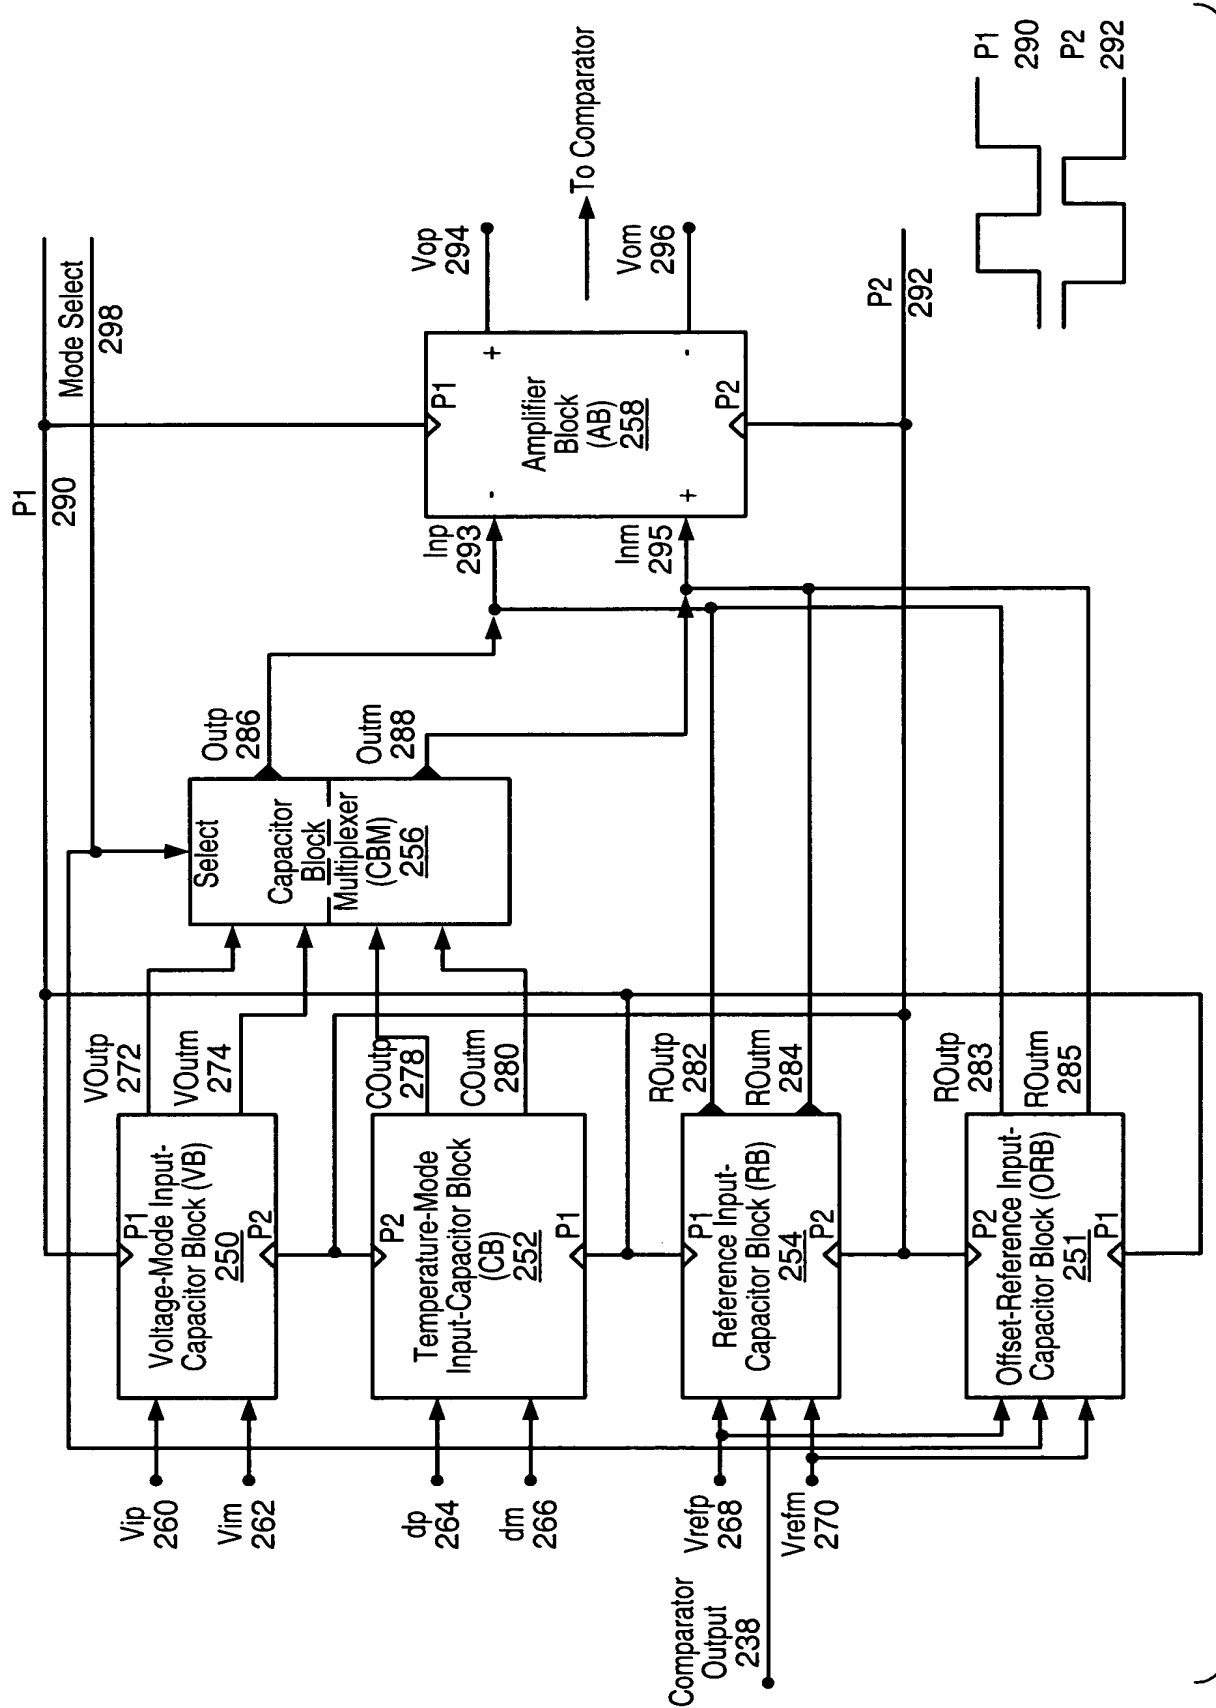 P1
290
Mode Select
298
Vip
260
Vim
262
P1
Voltage-Mode Input-
Capacitor Block (VB)
250
P2
VOutp
272
VOutm
274
dp
264
dm
266
P2
Temperature-Mode
Input-Capacitor Block
(CB)
252
P1
COutp
278
COutm
280
Select
Capacitor
Block
Multiplexer
(CBM)
256
Outp
286
Outm
288
Inp
293
Inm
295
P1
-
+
Amplifier
Block
(AB)
258
+
-
P2
Vop
294
Vom
296
To Comparator
Comparator
Output
238
Vrefp
268
Vrefm
270
P1
Reference Input-
Capacitor Block (RB)
254
P2
ROutp
282
ROutm
284
P2
Offset-Reference Input-
Capacitor Block (ORB)
251
P1
ROutp
283
ROutm
285
P2
292
P1
290
P2
292